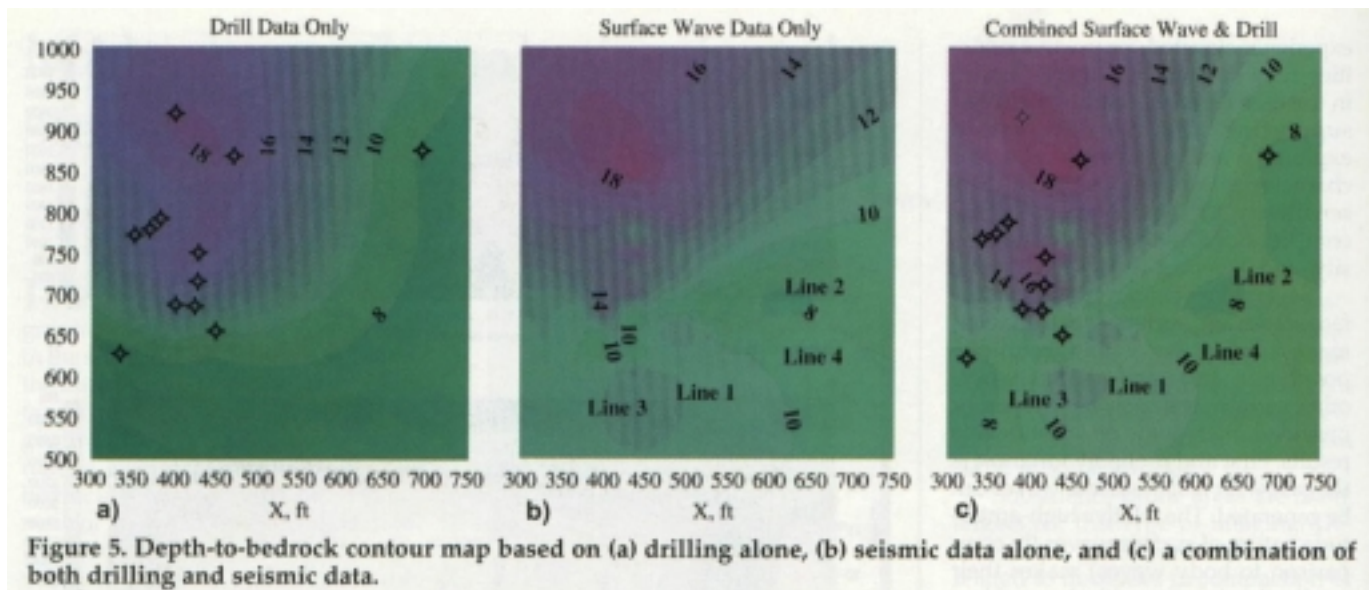 Drill Data Only
Surface Wave Data Only
Combined Surface Wave & Drill
1000
950
900
850
800
750
700
650
600
550
500
18
16
14
12
10
8
300 350 400 450 500 550 600 650 700 750
a)
X, ft
16
14
12
18
10
14
Line 2
8
10
10
Line 4
Line 1
Line 3
10
300 350 400 450 500 550 600 650 700 750
b)
X, ft
16
14
12
10
8
18
14
16
Line 2
8
10
Line 4
Line 1
Line 3
8
10
300 350 400 450 500 550 600 650 700 750
c)
X, ft
Figure 5. Depth-to-bedrock contour map based on (a) drilling alone, (b) seismic data alone, and (c) a combination of
both drilling and seismic data.